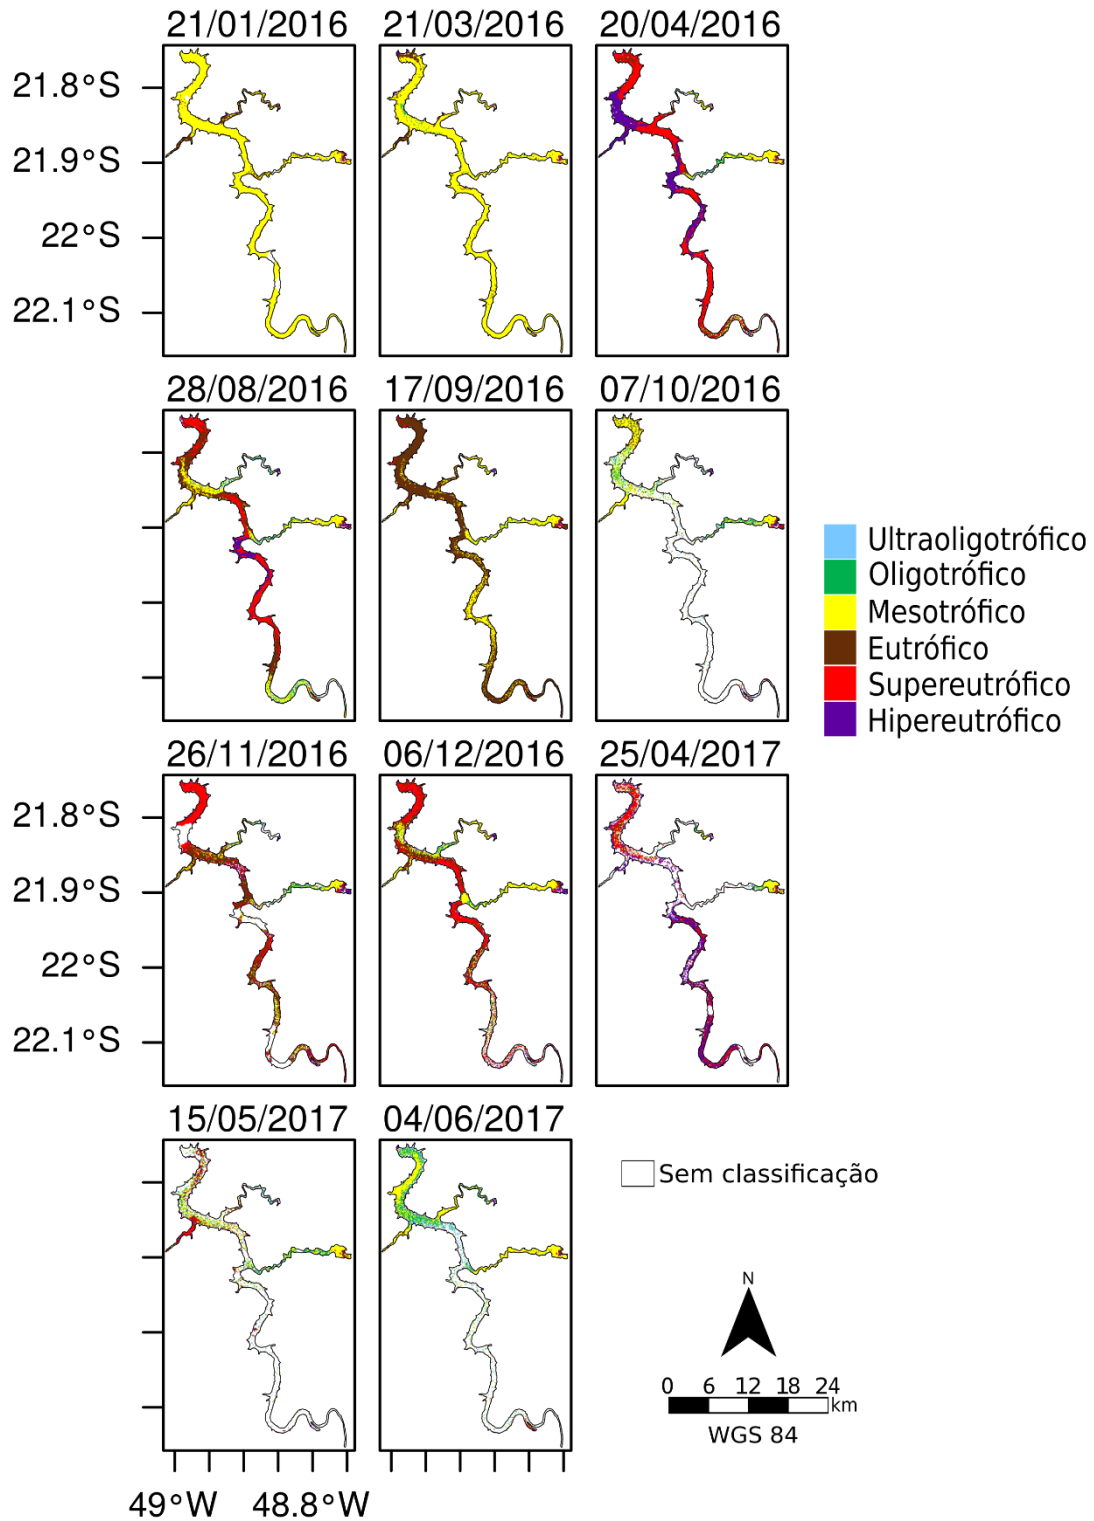 21/01/2016 21/03/2016 20/04/2016
21.8°S
21.9°S
22°S
22.1°S
28/08/2016 17/09/2016 07/10/2016
Ultraoligotrófico
Oligotrófico
Mesotrófico
Eutrófico
Supereutrófico
Hipereutrófico
26/11/2016 06/12/2016 25/04/2017
21.8°S
21.9°S
22°S
22.1°S
15/05/2017 04/06/2017
Sem classificação
N
0 6 12 18 24
km
WGS 84
49°W 48.8°W